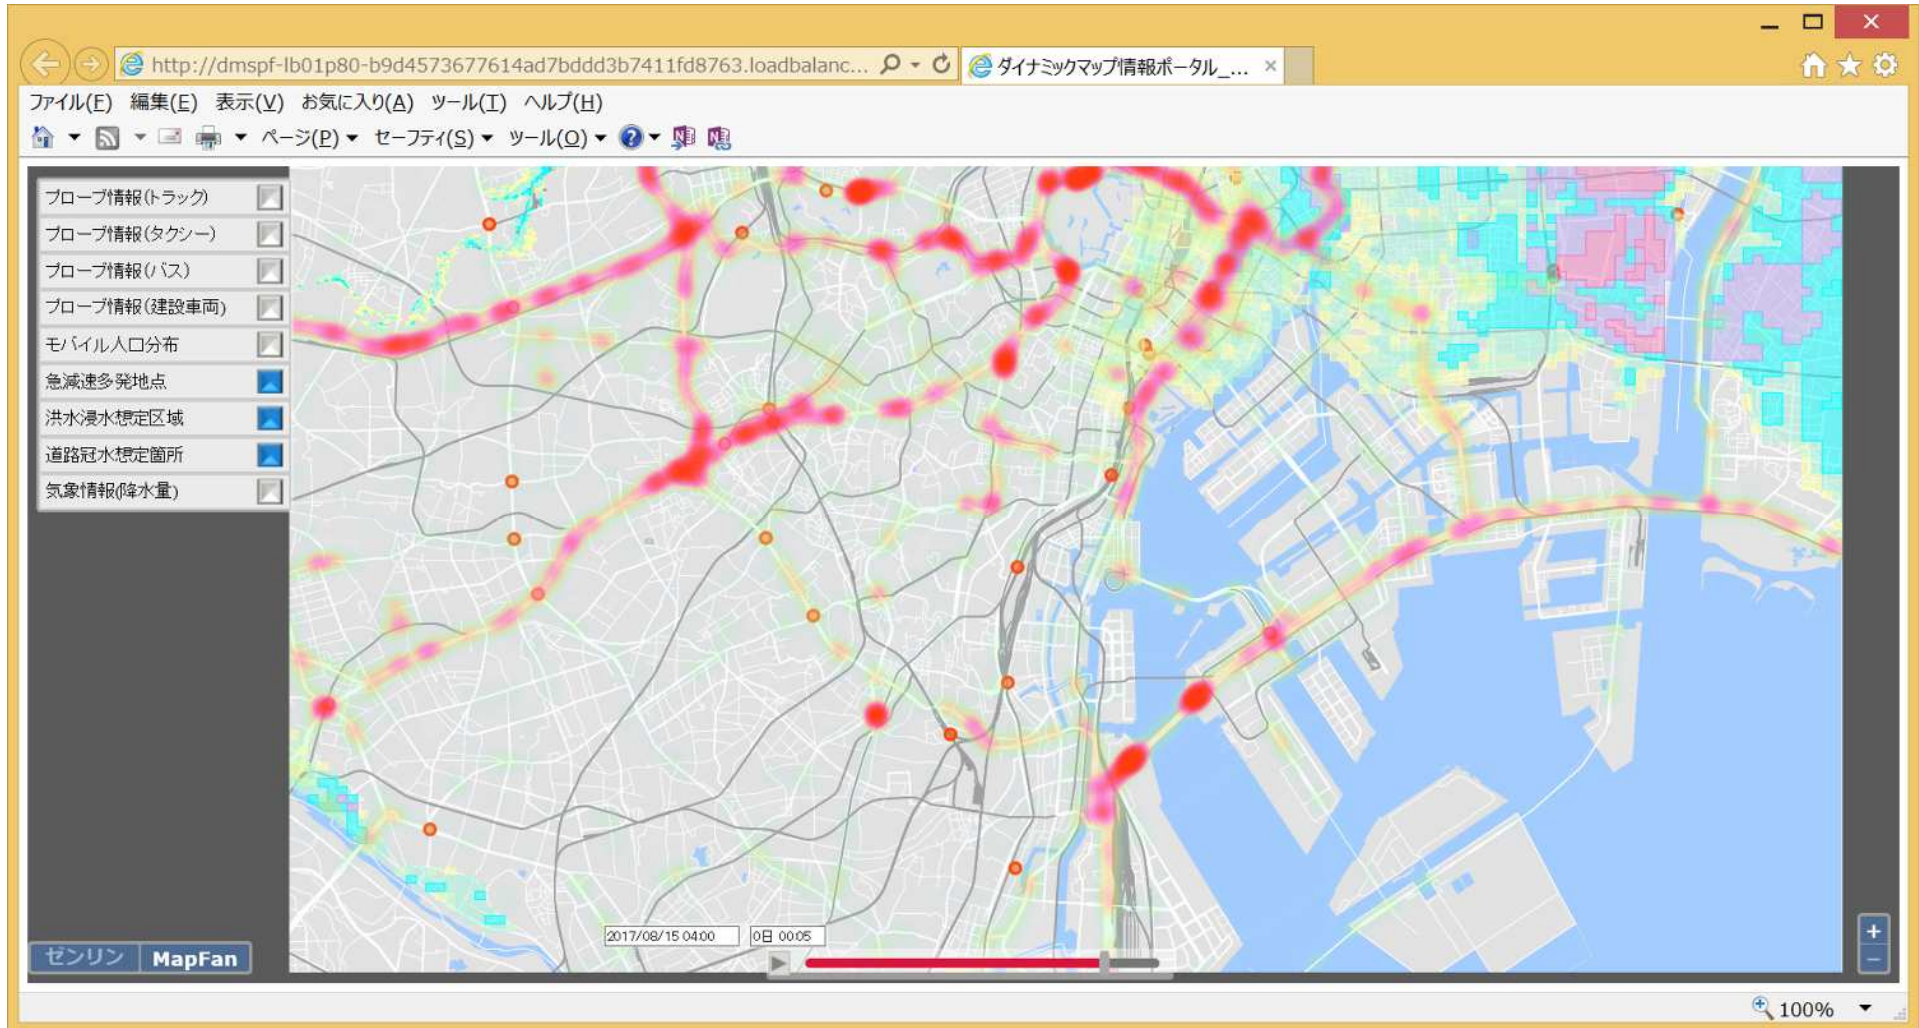 http://dmspf-lb01p80-b9d4573677614ad7bddd3b7411fd8763.loadbalanc...
ダイナミックマップ情報ポータル_...
ファイル(F) 編集(E) 表示(V) お気に入り(A) ツール(T) ヘルプ(H)
ページ(P) セーフティ(S) ツール(O)
プローブ情報(トラック)
プローブ情報(タクシー)
プローブ情報(バス)
プローブ情報(建設車両)
モバイル人口分布
急減速多発地点
洪水浸水想定区域
道路冠水想定箇所
気象情報(降水量)
2017/08/15 04:00 0日 00:05
ゼンリン MapFan
+
−
100%